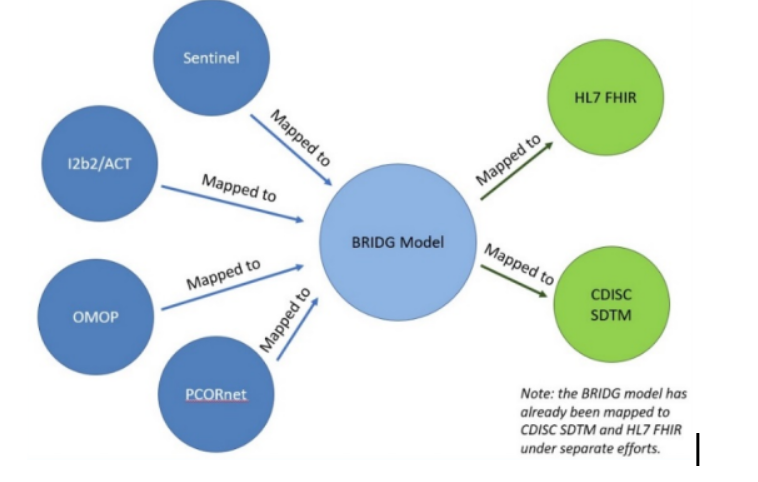 Sentinel
HL7 FHIR
Mapped to
I2b2/ACT
Mapped to
Mapped to
BRIDG Model
Mapped to
Mapped to
OMOP
CDISC
SDTM
Mapped to
PCORnet
Note: the BRIDG model has
already been mapped to
CDISC SDTM and HL7 FHIR
under separate efforts.